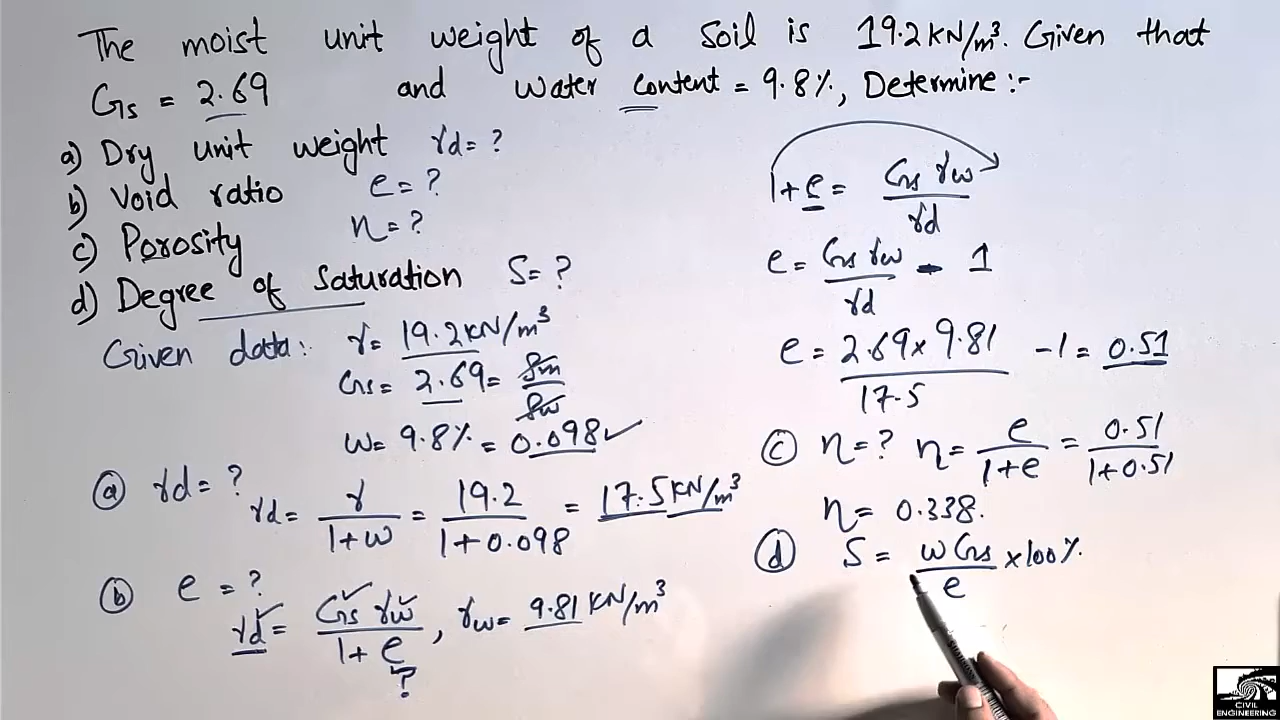 The moist unit weight of a soil is 19.2 KN/m³. Given that
Gs = 2.69 and water content = 9.8%, Determine :-
a) Dry unit weight γd = ?
b) Void ratio e = ?
c) Porosity n = ?
d) Degree of saturation S = ?
Given data: γ = 19.2 KN/m³
Gs = 2.69 = ρm/ρw
w = 9.8% = 0.098 ✓
ⓐ γd = ?
γd = γ/(1+w) = 19.2/(1+0.098) = 17.5 KN/m³
ⓑ e = ?
γd = Gs γw/(1+e), γw = 9.81 KN/m³
?
1+e = Gs γw/γd
e = Gs γw/γd - 1
e = 2.69 × 9.81/17.5 - 1 = 0.51
ⓒ n = ? n = e/(1+e) = 0.51/(1+0.51)
n = 0.338.
ⓓ S = w Gs/e × 100%.
CIVIL
ENGINEERING